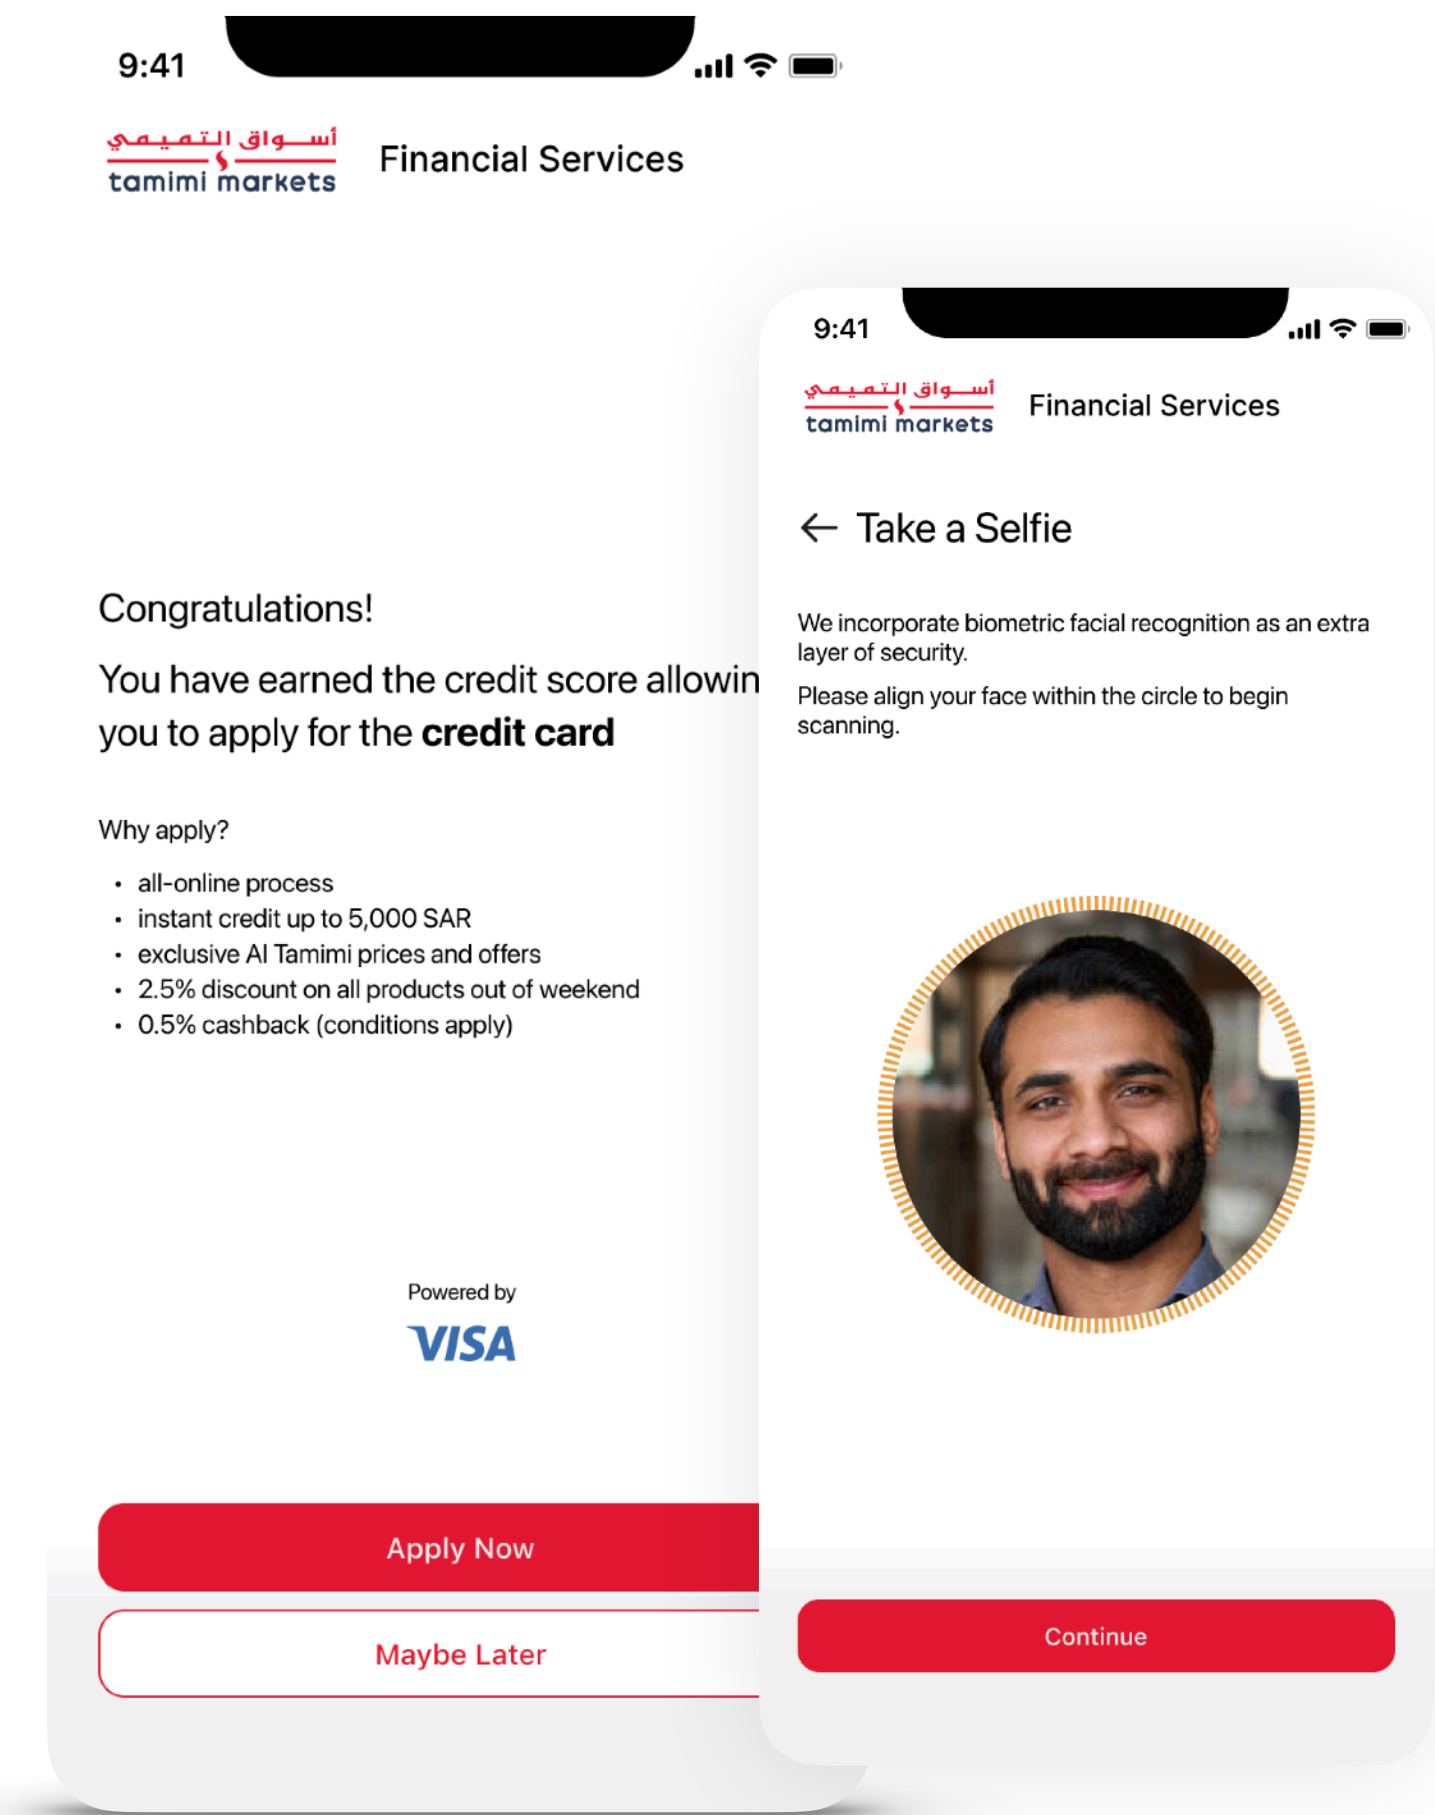 9:41
أسواق التميمي
tamimi markets
Financial Services
Congratulations!
You have earned the credit score allowin
you to apply for the credit card
Why apply?
• all-online process
• instant credit up to 5,000 SAR
• exclusive Al Tamimi prices and offers
• 2.5% discount on all products out of weekend
• 0.5% cashback (conditions apply)
Powered by
VISA
Apply Now
Maybe Later
9:41
أسواق التميمي
tamimi markets
Financial Services
← Take a Selfie
We incorporate biometric facial recognition as an extra
layer of security.
Please align your face within the circle to begin
scanning.
Continue